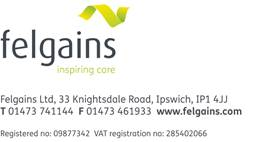 felgains
inspiring care
Felgains Ltd, 33 Knightsdale Road, Ipswich, IP1 4JJ
T 01473 741144 F 01473 461933 www.felgains.com
Registered no: 09877342 VAT registration no: 285402066